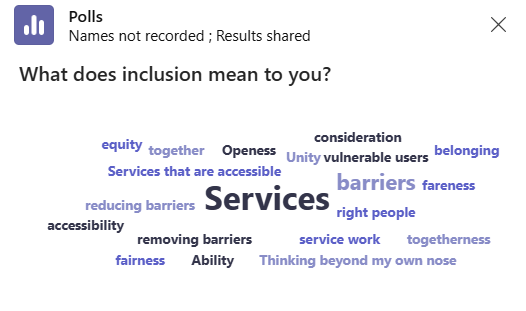 Polls
Names not recorded ; Results shared
What does inclusion mean to you?
consideration
equity together Openess Unity vulnerable users belonging
Services that are accessible
barriers fareness
reducing barriers Services right people
accessibility
removing barriers service work togetherness
fairness Ability Thinking beyond my own nose